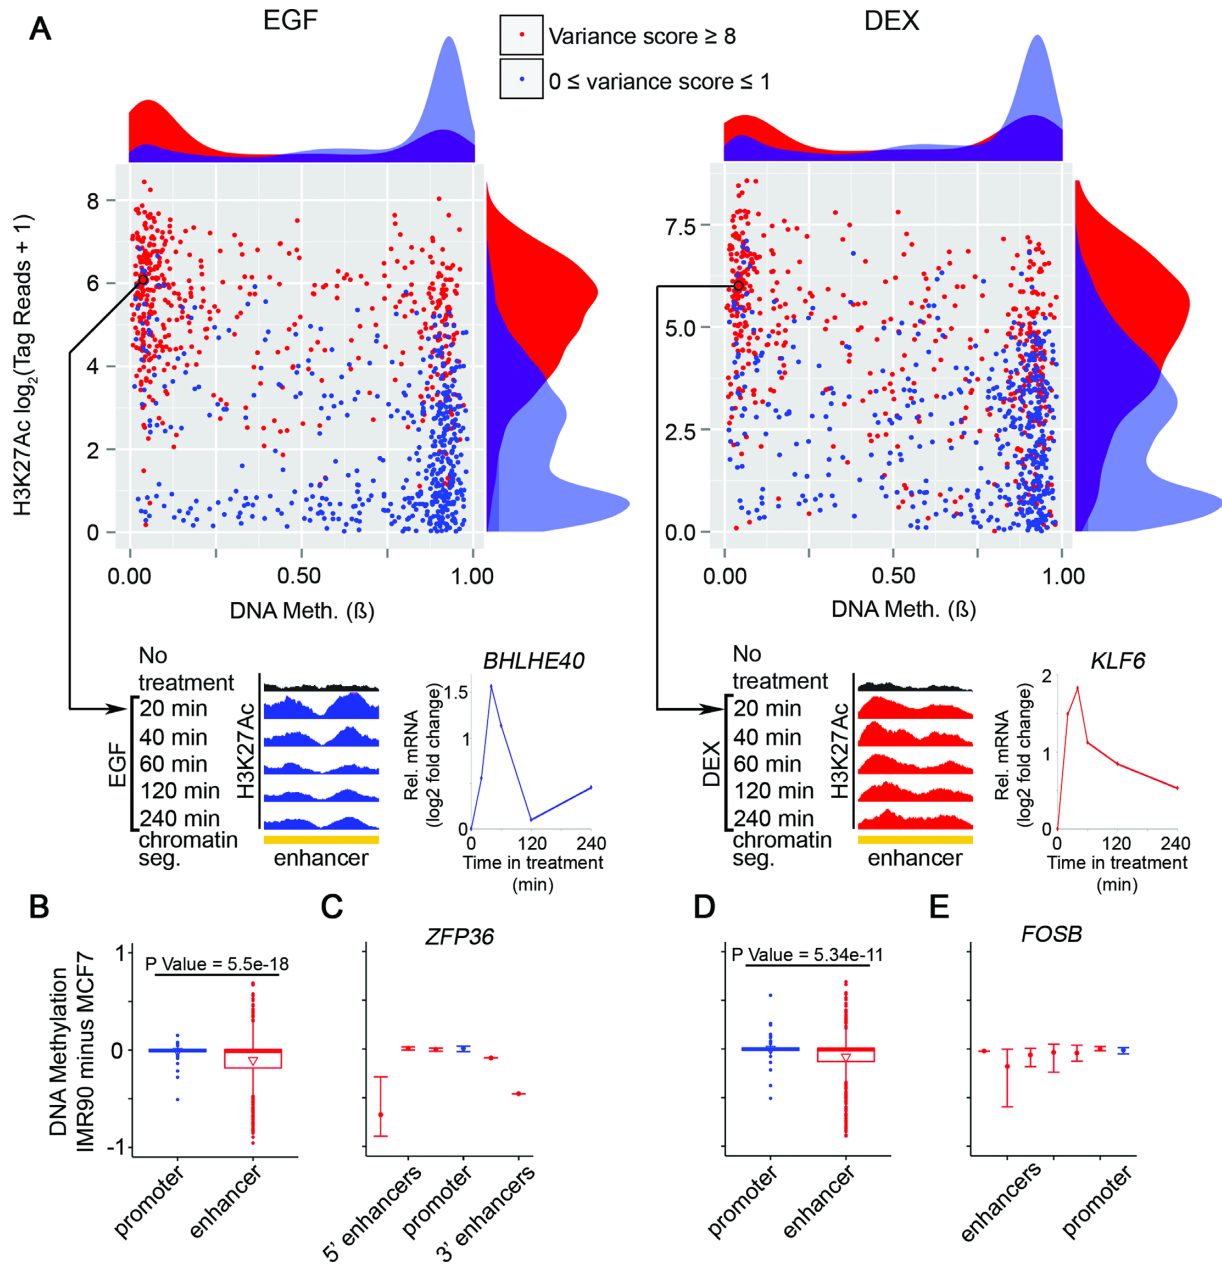 A
EGF
DEX
Variance score ≥ 8
0 ≤ variance score ≤ 1
H3K27Ac log2(Tag Reads + 1)
8
6
4
2
0
0.00
0.50
1.00
DNA Meth. (ß)
7.5
5.0
2.5
0.0
0.00
0.50
1.00
DNA Meth. (ß)
No
treatment
EGF
20 min
40 min
60 min
120 min
240 min
chromatin
seg.
H3K27Ac
enhancer
BHLHE40
Rel. mRNA
(log2 fold change)
1.5
1
0
0
120
240
Time in treatment
(min)
No
treatment
DEX
20 min
40 min
60 min
120 min
240 min
chromatin
seg.
H3K27Ac
enhancer
KLF6
Rel. mRNA
(log2 fold change)
2
1
0
0
120
240
Time in treatment
(min)
B
DNA Methylation
IMR90 minus MCF7
1
0
-1
P Value = 5.5e-18
promoter
enhancer
C
ZFP36
5' enhancers
promoter
3' enhancers
D
P Value = 5.34e-11
promoter
enhancer
E
FOSB
enhancers
promoter